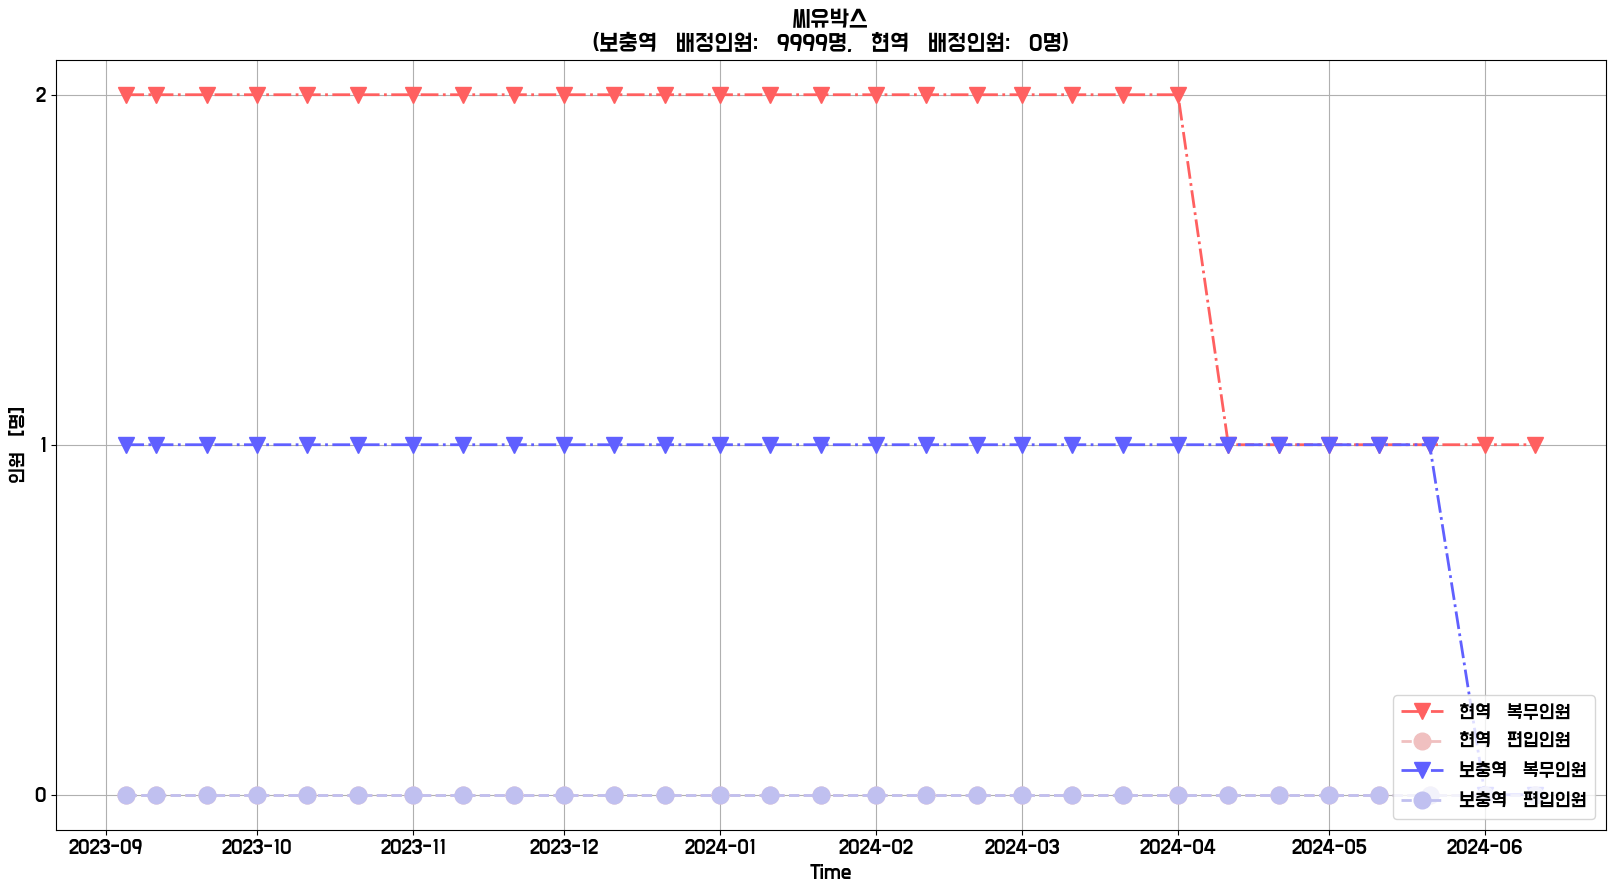 씨유박스
(보충역 배정인원: 9999명, 현역 배정인원: 0명)
2
1
0
인원 [명]
현역 복무인원
현역 편입인원
보충역 복무인원
보충역 편입인원
2023-09 2023-10 2023-11 2023-12 2024-01 2024-02 2024-03 2024-04 2024-05 2024-06
Time